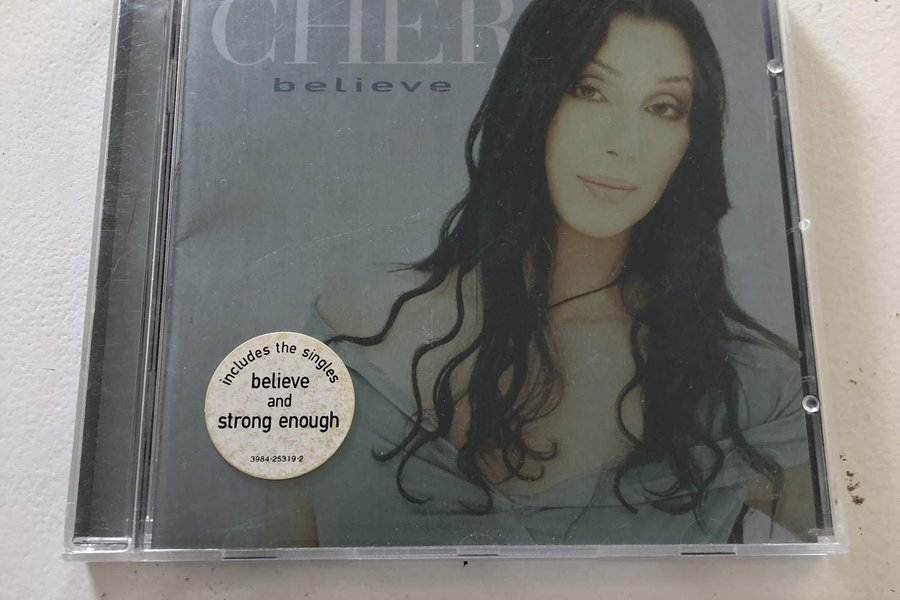 CHER
believe
includes the singles
believe
and
strong enough
3984-25319-2